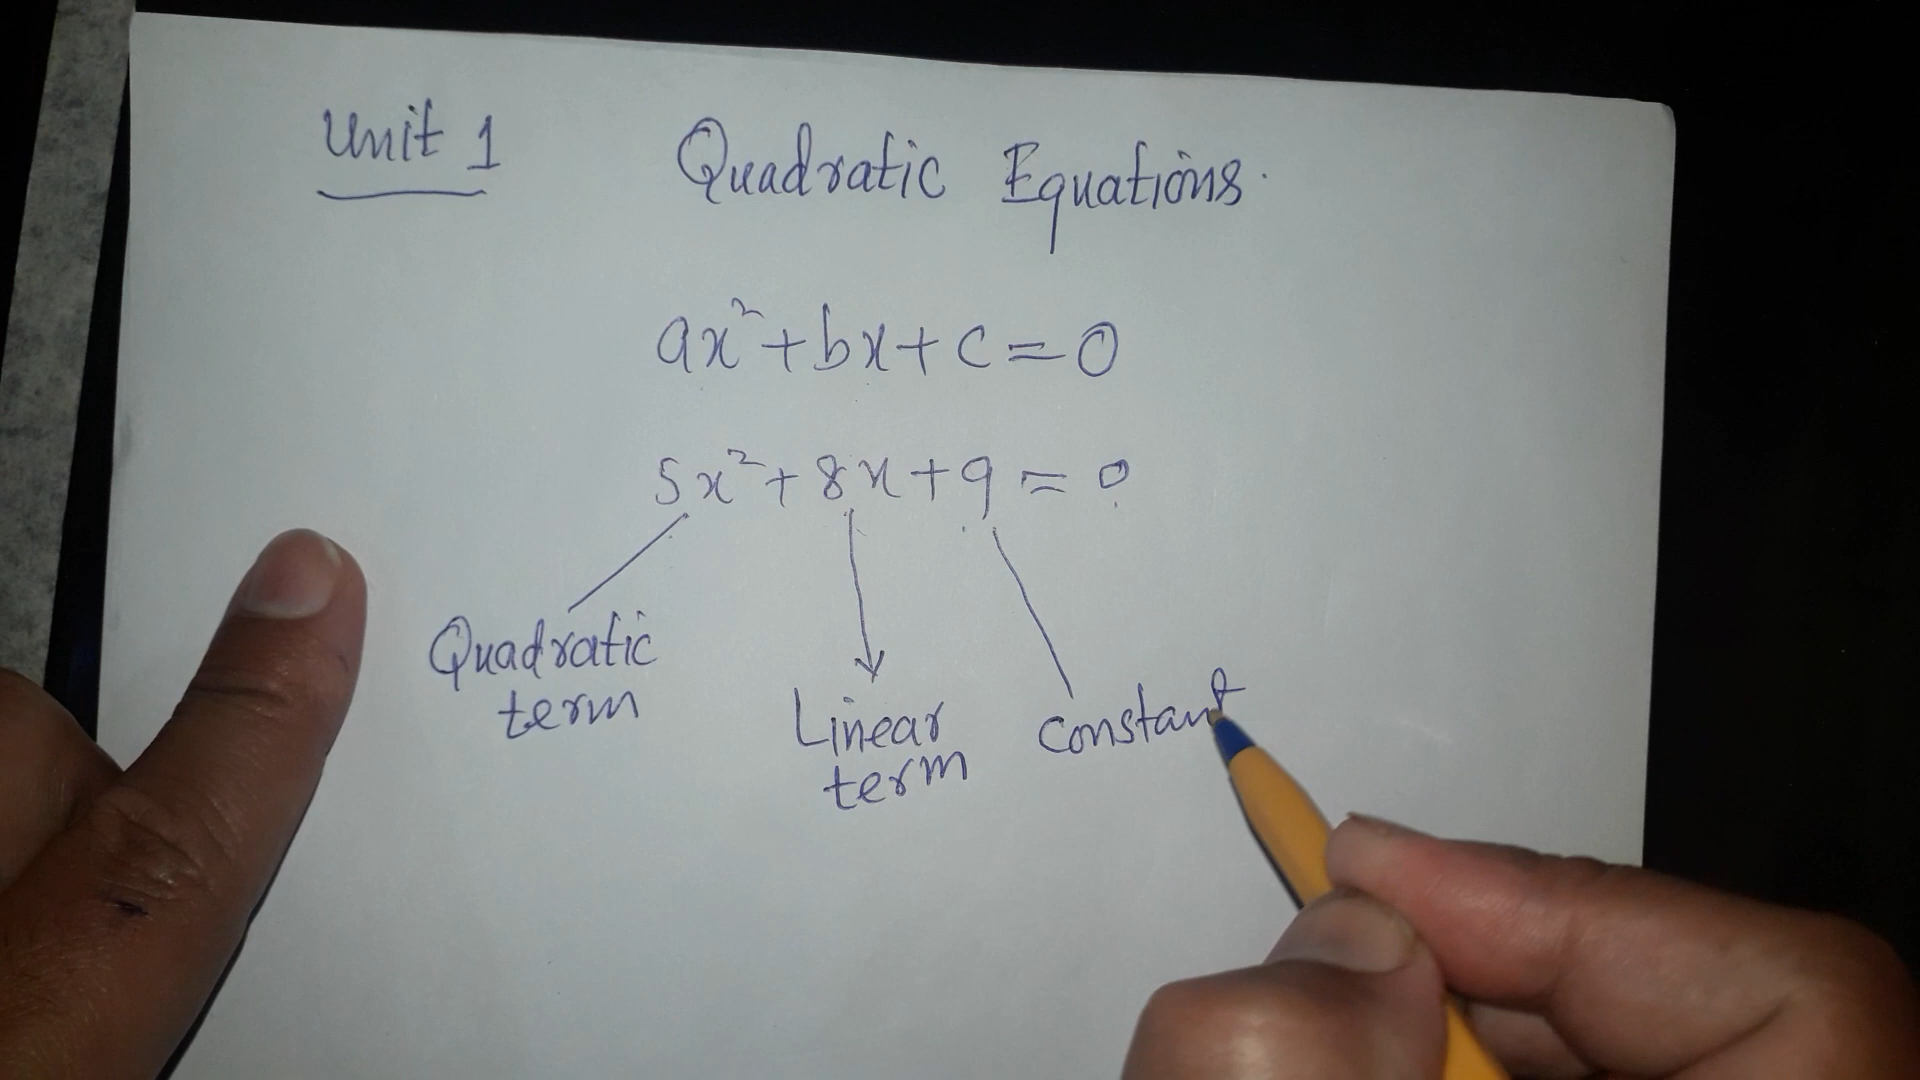 Unit 1
Quadratic Equations.
ax²+bx+c=0
5x²+8x+9=0
Quadratic
term
Linear
term
constant